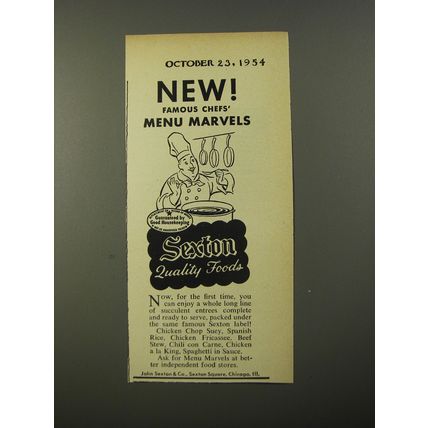 OCTOBER 23, 1954
NEW!
FAMOUS CHEFS'
MENU MARVELS
Guaranteed by
Good Housekeeping
Sexton
Quality Foods
Now, for the first time, you
can enjoy a whole long line
of succulent entrees complete
and ready to serve, packed under
the same famous Sexton label!
Chicken Chop Suey, Spanish
Rice, Chicken Fricassee, Beef
Stew, Chili con Carne, Chicken
a la King, Spaghetti in Sauce.
Ask for Menu Marvels at bet-
ter independent food stores.
John Sexton & Co., Sexton Square, Chicago, Ill.